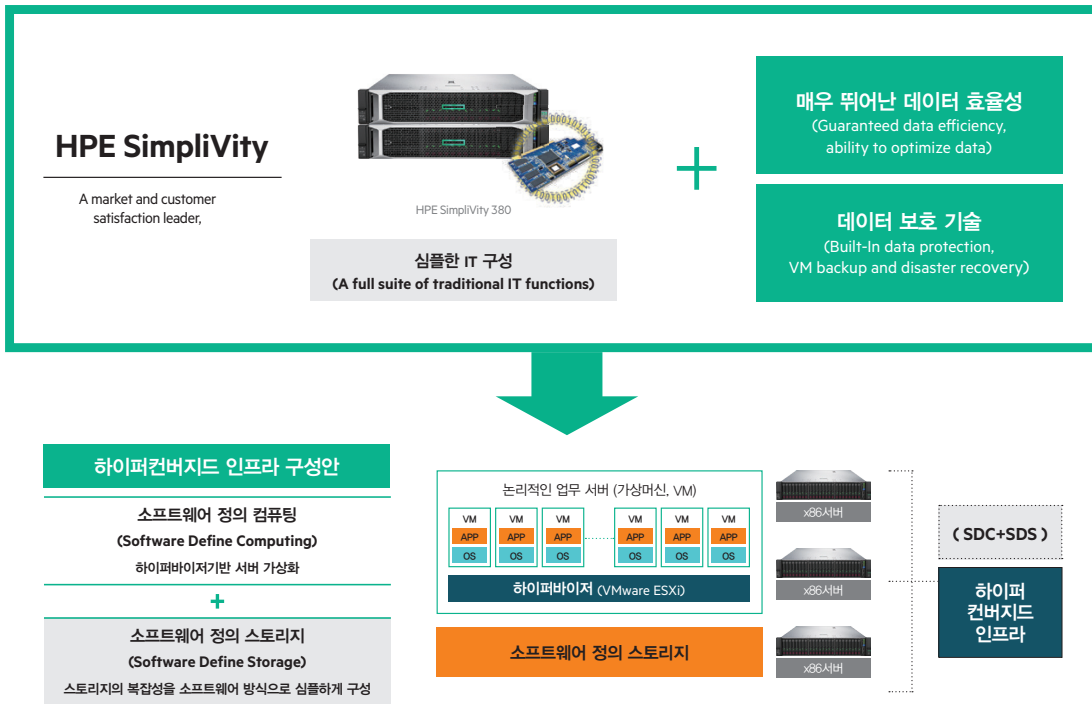 HPE SimpliVity
A market and customer
satisfaction leader,
HPE SimpliVity 380
심플한 IT 구성
(A full suite of traditional IT functions)
+
매우 뛰어난 데이터 효율성
(Guaranteed data efficiency,
ability to optimize data)
데이터 보호 기술
(Built-In data protection,
VM backup and disaster recovery)
하이퍼컨버지드 인프라 구성안
소프트웨어 정의 컴퓨팅
(Software Define Computing)
하이퍼바이저기반 서버 가상화
+
소프트웨어 정의 스토리지
(Software Define Storage)
스토리지의 복잡성을 소프트웨어 방식으로 심플하게 구성
논리적인 업무 서버 (가상머신, VM)
VM VM VM VM VM VM
APP APP APP APP APP APP
OS OS OS OS OS OS
하이퍼바이저 (VMware ESXi)
소프트웨어 정의 스토리지
x86서버
x86서버
x86서버
( SDC+SDS )
하이퍼
컨버지드
인프라